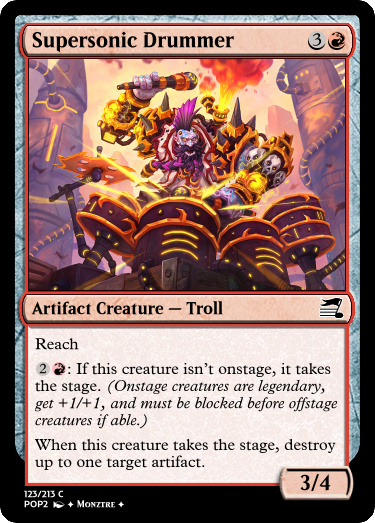 Supersonic Drummer 3
Artifact Creature — Troll
Reach
2 : If this creature isn't onstage, it takes
the stage. (Onstage creatures are legendary,
get +1/+1, and must be blocked before offstage
creatures if able.)
When this creature takes the stage, destroy
up to one target artifact.
3/4
123/213 C
POP2 ✦ Monztre ✦